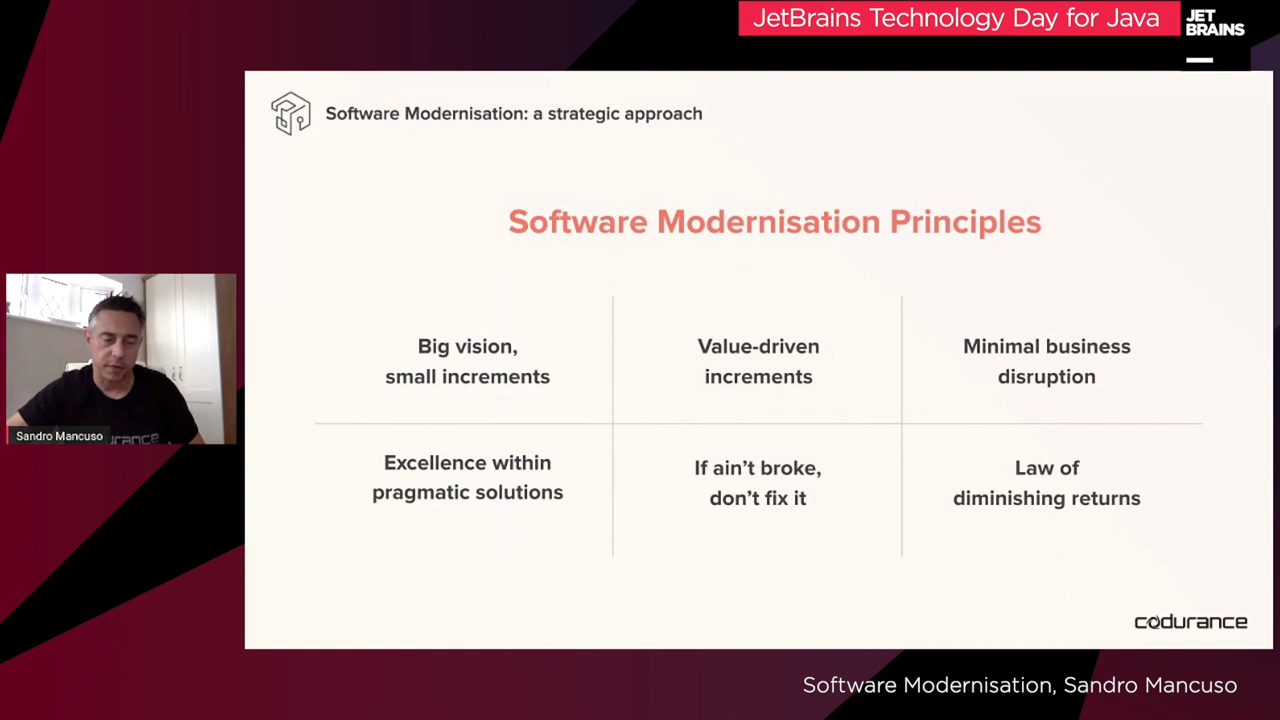 JetBrains Technology Day for Java
JET
BRAINS
Software Modernisation: a strategic approach
Software Modernisation Principles
Big vision,
small increments
Value-driven
increments
Minimal business
disruption
Excellence within
pragmatic solutions
If ain't broke,
don't fix it
Law of
diminishing returns
Sandro Mancuso
durance
codurance
Software Modernisation, Sandro Mancuso